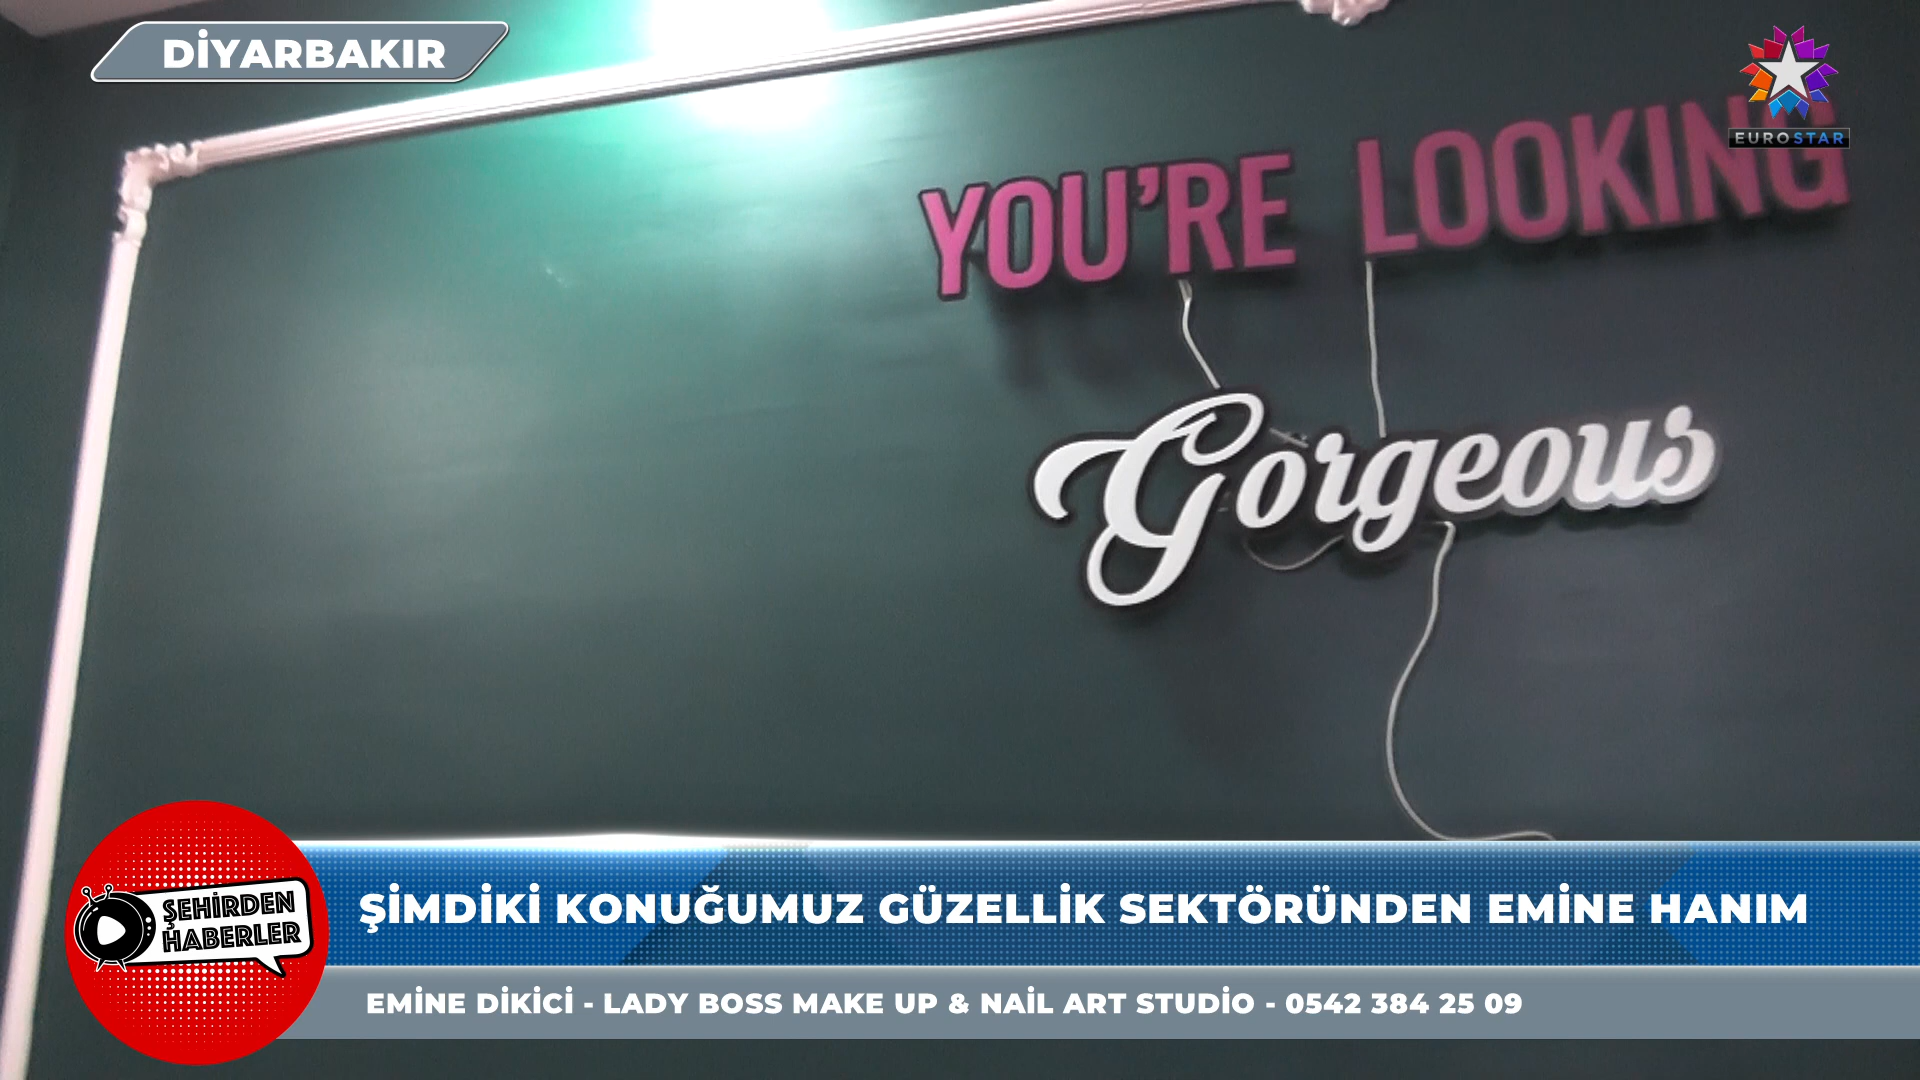 DİYARBAKIR
EUROSTAR
YOU'RE LOOKING
Gorgeous
ŞEHİRDEN
HABERLER
ŞİMDİKİ KONUĞUMUZ GÜZELLİK SEKTÖRÜNDEN EMİNE HANIM
EMİNE DİKİCİ - LADY BOSS MAKE UP & NAİL ART STUDİO - 0542 384 25 09